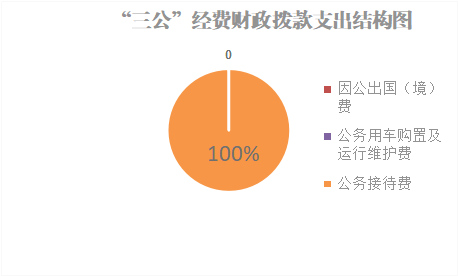 “三公”经费财政拨款支出结构图
0
100%
因公出国（境）
费
公务用车购置及
运行维护费
公务接待费